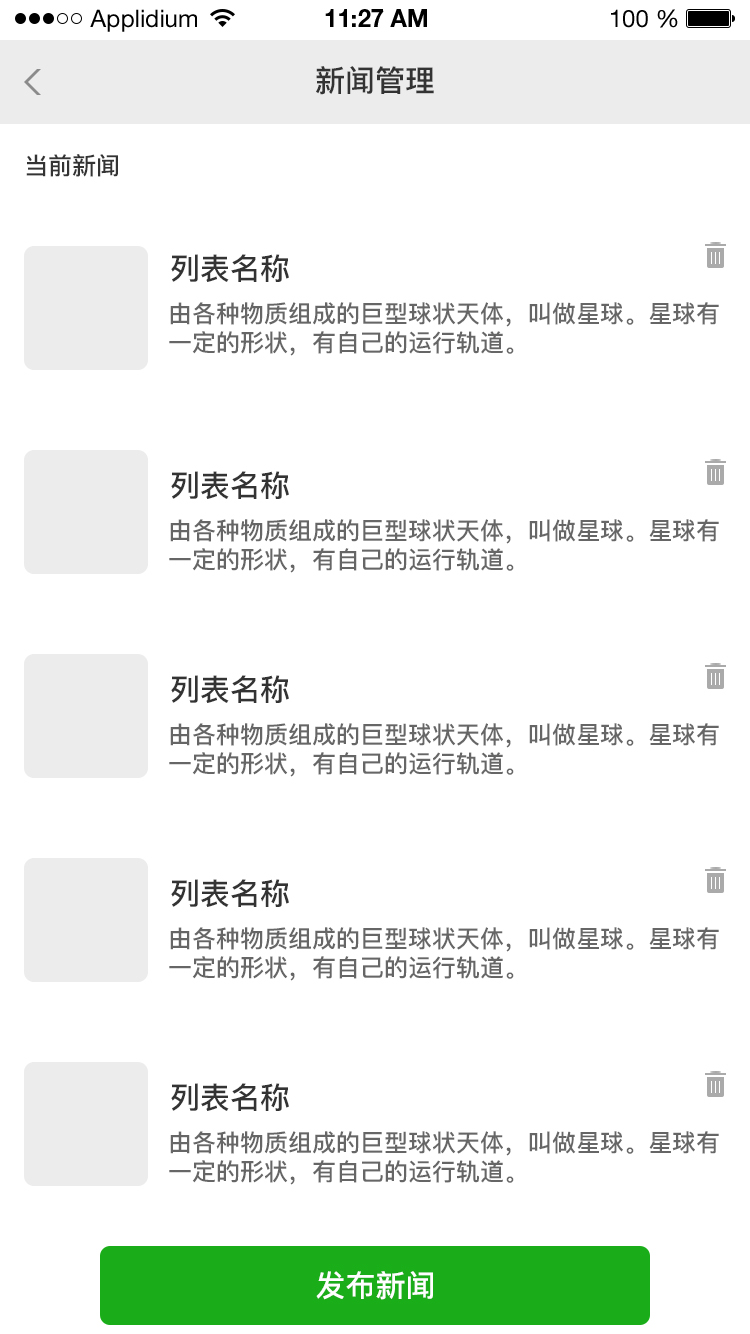 Applidium 11:27 AM 100 %
新闻管理
当前新闻
列表名称
由各种物质组成的巨型球状天体，叫做星球。星球有
一定的形状，有自己的运行轨道。
列表名称
由各种物质组成的巨型球状天体，叫做星球。星球有
一定的形状，有自己的运行轨道。
列表名称
由各种物质组成的巨型球状天体，叫做星球。星球有
一定的形状，有自己的运行轨道。
列表名称
由各种物质组成的巨型球状天体，叫做星球。星球有
一定的形状，有自己的运行轨道。
列表名称
由各种物质组成的巨型球状天体，叫做星球。星球有
一定的形状，有自己的运行轨道。
发布新闻